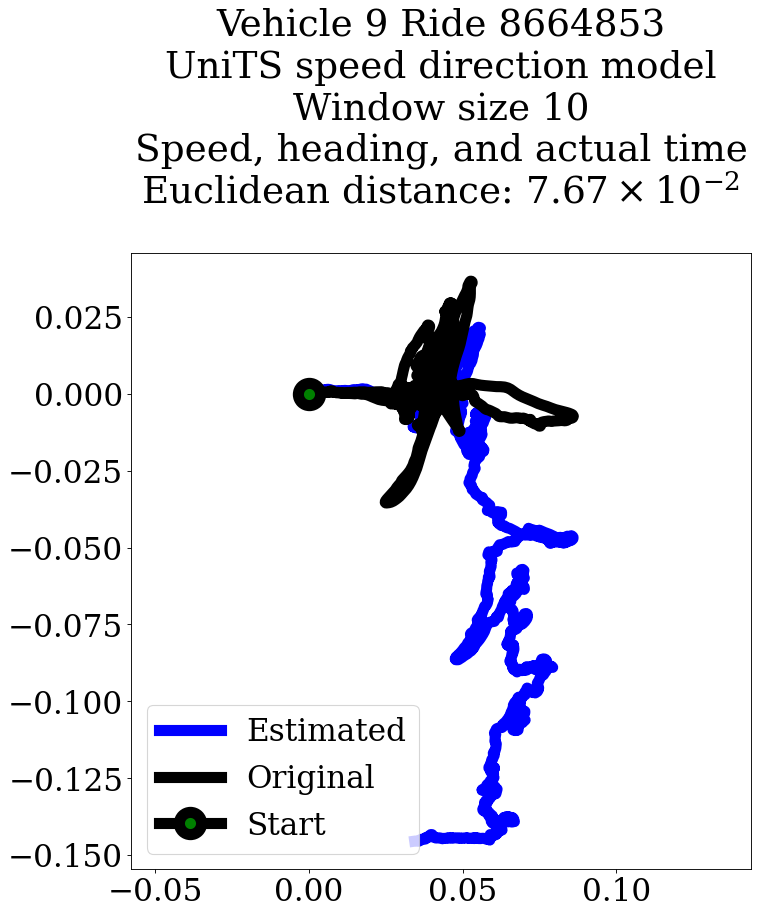 Vehicle 9 Ride 8664853
UniTS speed direction model
Window size 10
Speed, heading, and actual time
Euclidean distance: 7.67 × 10⁻²
0.025
0.000
−0.025
−0.050
−0.075
−0.100
−0.125
−0.150
Estimated
Original
Start
−0.05 0.00 0.05 0.10